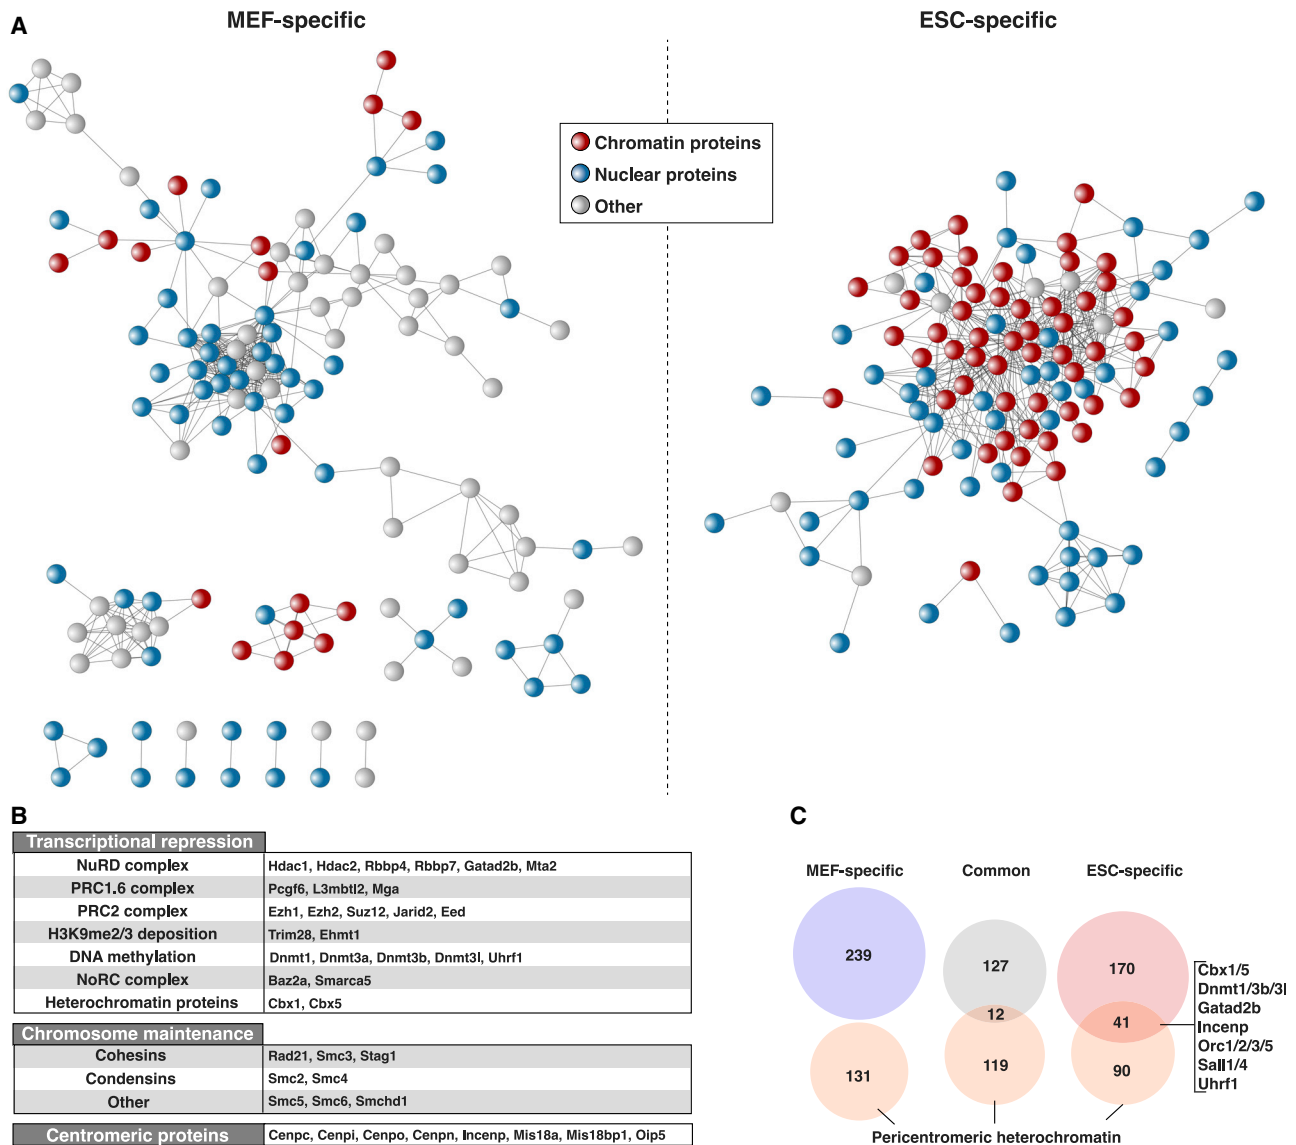 A
MEF-specific
ESC-specific
Chromatin proteins
Nuclear proteins
Other
B
Transcriptional repression
NuRD complex Hdac1, Hdac2, Rbbp4, Rbbp7, Gatad2b, Mta2
PRC1.6 complex Pcgf6, L3mbtl2, Mga
PRC2 complex Ezh1, Ezh2, Suz12, Jarid2, Eed
H3K9me2/3 deposition Trim28, Ehmt1
DNA methylation Dnmt1, Dnmt3a, Dnmt3b, Dnmt3l, Uhrf1
NoRC complex Baz2a, Smarca5
Heterochromatin proteins Cbx1, Cbx5
Chromosome maintenance
Cohesins Rad21, Smc3, Stag1
Condensins Smc2, Smc4
Other Smc5, Smc6, Smchd1
Centromeric proteins Cenpc, Cenpi, Cenpo, Cenpn, Incenp, Mis18a, Mis18bp1, Oip5
C
MEF-specific
Common
ESC-specific
239
127
170
12
41
131
119
90
Cbx1/5
Dnmt1/3b/3l
Gatad2b
Incenp
Orc1/2/3/5
Sall1/4
Uhrf1
Pericentromeric heterochromatin